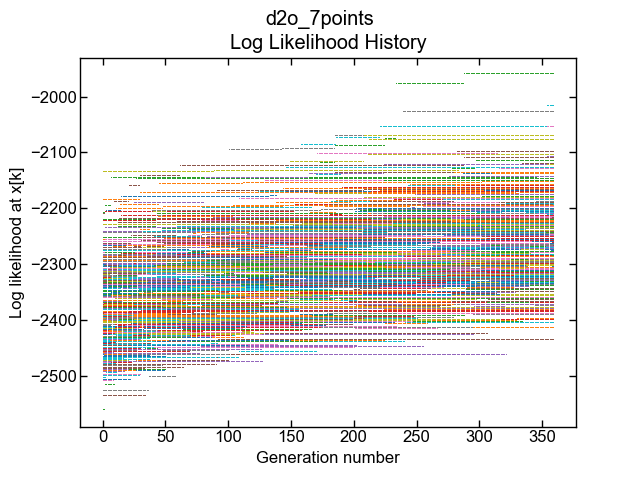 d2o_7points
Log Likelihood History
Log likelihood at x[k]
−2000
−2100
−2200
−2300
−2400
−2500
0 50 100 150 200 250 300 350
Generation number